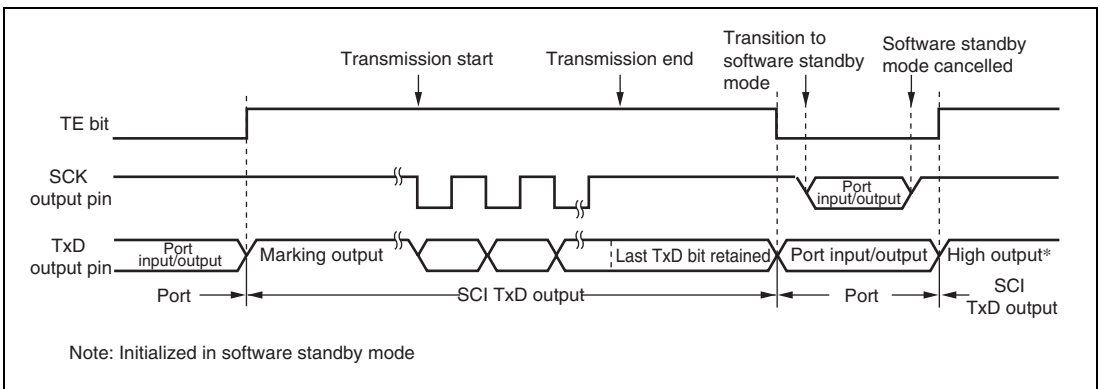 Transmission start
Transmission end
Transition to
software standby
mode
Software standby
mode cancelled
TE bit
SCK
output pin
Port
input/output
TxD
output pin
Port
input/output
Marking output
Last TxD bit retained
Port input/output
High output*
Port
SCI TxD output
Port
SCI
TxD output
Note: Initialized in software standby mode